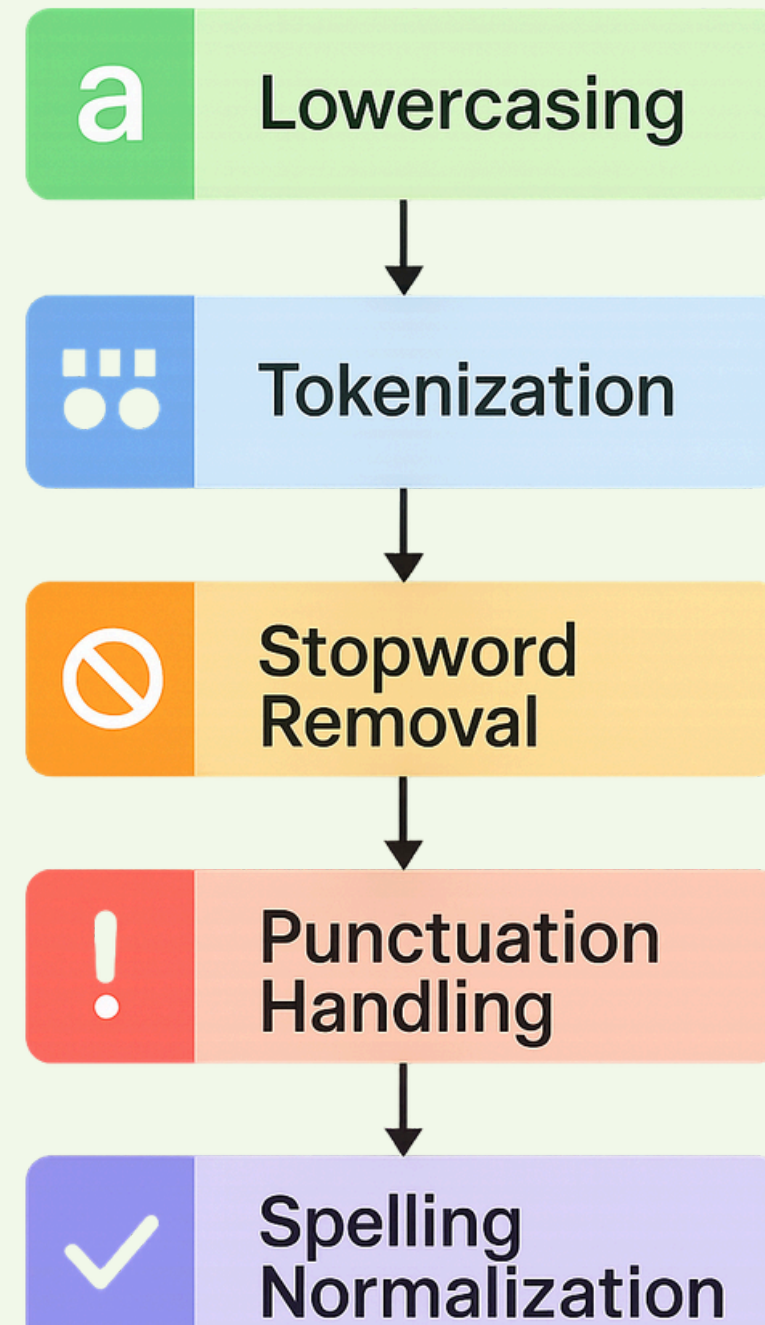 a
Lowercasing
Tokenization
Stopword
Removal
!
Punctuation
Handling
Spelling
Normalization